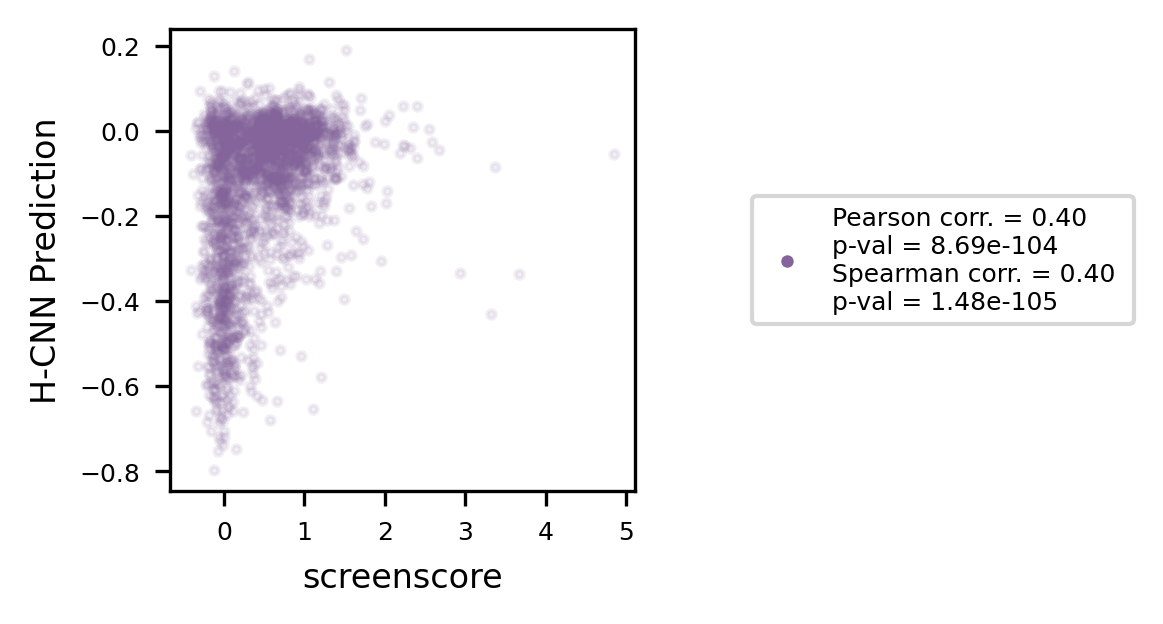 0.2
0.0
−0.2
−0.4
−0.6
−0.8
H-CNN Prediction
0 1 2 3 4 5
screenscore
Pearson corr. = 0.40
p-val = 8.69e-104
Spearman corr. = 0.40
p-val = 1.48e-105